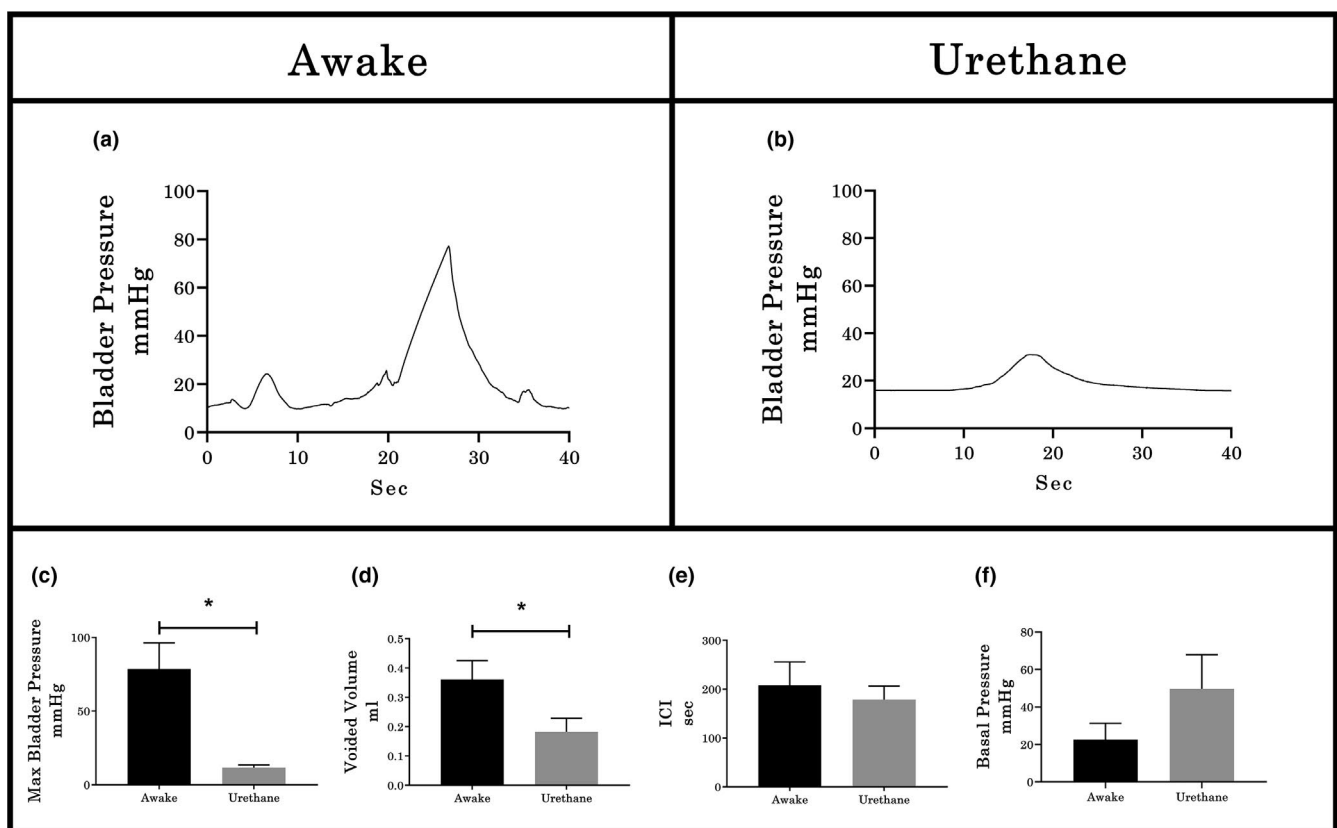 Awake
Urethane
(a)
Bladder Pressure
mmHg
100
80
60
40
20
0
0 10 20 30 40
Sec
(b)
Bladder Pressure
mmHg
100
80
60
40
20
0
0 10 20 30 40
Sec
(c)
Max Bladder Pressure
mmHg
100
50
0
*
Awake Urethane
(d)
Voided Volume
ml
0.5
0.4
0.3
0.2
0.1
0.0
*
Awake Urethane
(e)
ICI
sec
300
200
100
0
Awake Urethane
(f)
Basal Pressure
mmHg
80
60
40
20
0
Awake Urethane